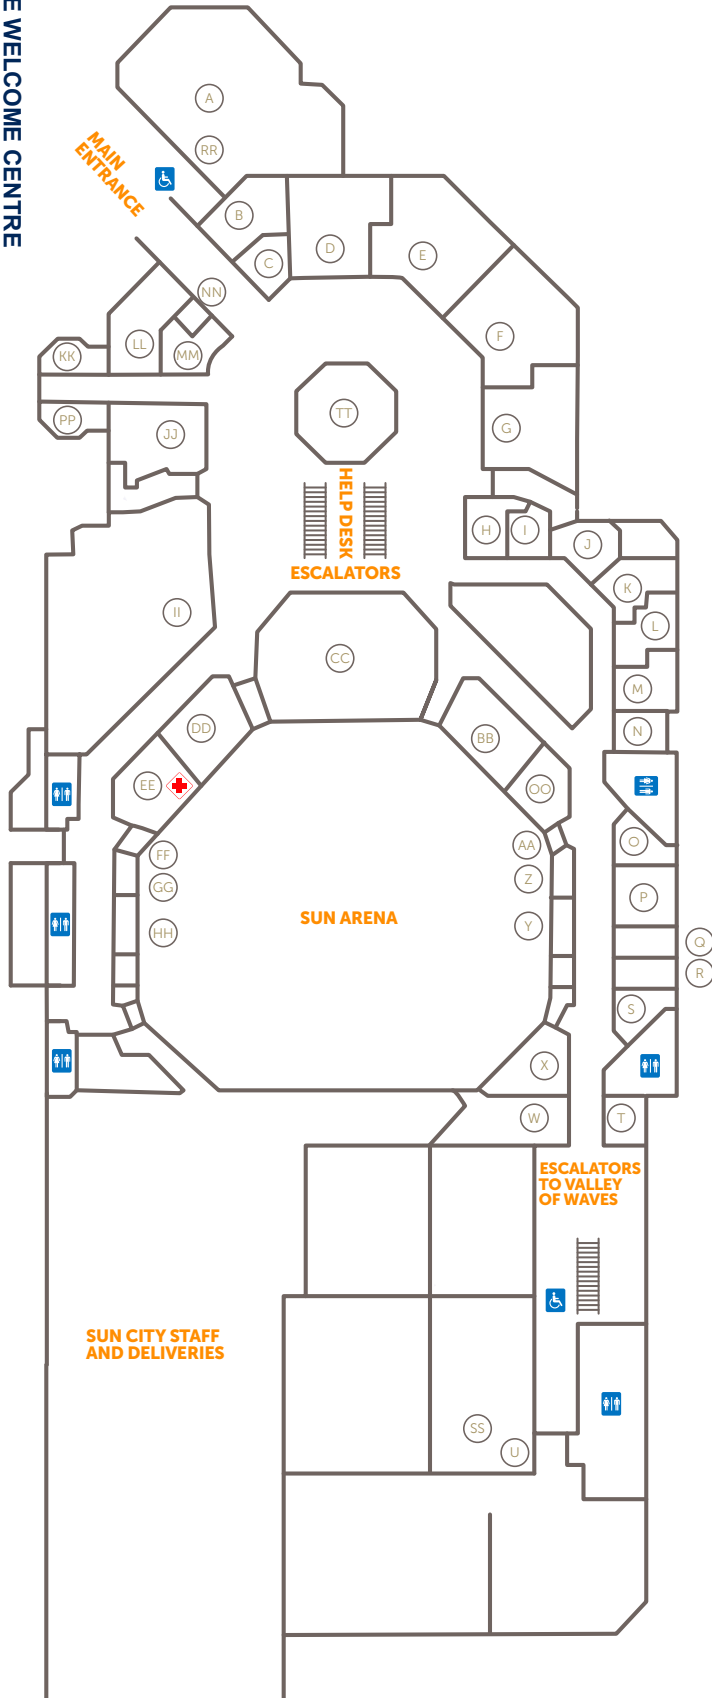 E WELCOME CENTRE
A
RR
MAIN
ENTRANCE
B
C
D
E
NN
F
LL
MM
KK
PP
JJ
TT
G
HELP DESK
H
I
J
ESCALATORS
K
II
L
CC
M
DD
BB
N
EE
OO
O
FF
AA
GG
Z
P
HH
SUN ARENA
Y
Q
R
S
X
W
T
ESCALATORS
TO VALLEY
OF WAVES
SUN CITY STAFF
AND DELIVERIES
SS
U